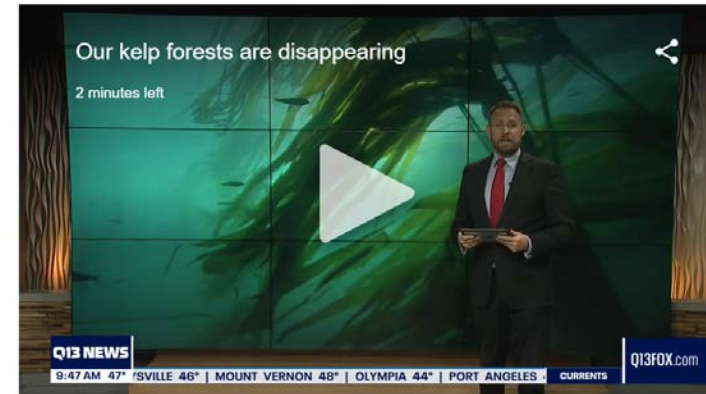 Our kelp forests are disappearing
2 minutes left
Q13 NEWS
Q13FOX.com
9:47 AM 47° YSVILLE 46° | MOUNT VERNON 48° | OLYMPIA 44° | PORT ANGELES
CURRENTS